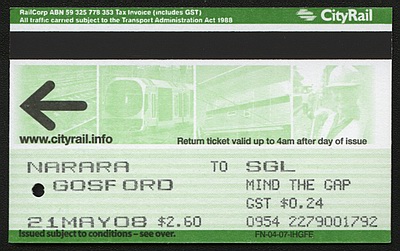 RailCorp ABN 59 325 778 353 Tax Invoice (includes GST)
All traffic carried subject to the Transport Administration Act 1988
CityRail
www.cityrail.info
Return ticket valid up to 4am after day of issue
NARARA TO SGL
GOSFORD MIND THE GAP
GST $0.24
21MAY08 $2.60 0954 2279001792
Issued subject to conditions – see over. FN-04-07-IHGFF